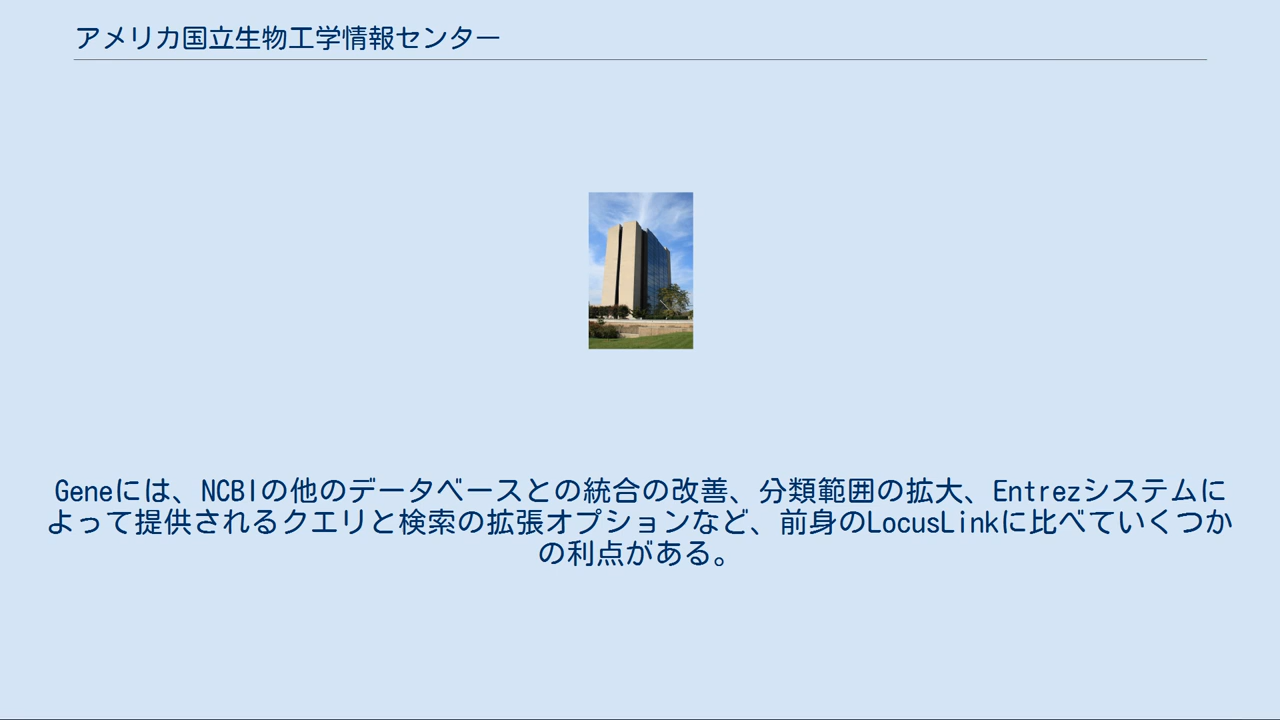 アメリカ国立生物工学情報センター
Geneには、NCBIの他のデータベースとの統合の改善、分類範囲の拡大、Entrezシステムに
よって提供されるクエリと検索の拡張オプションなど、前身のLocusLinkに比べていくつか
の利点がある。